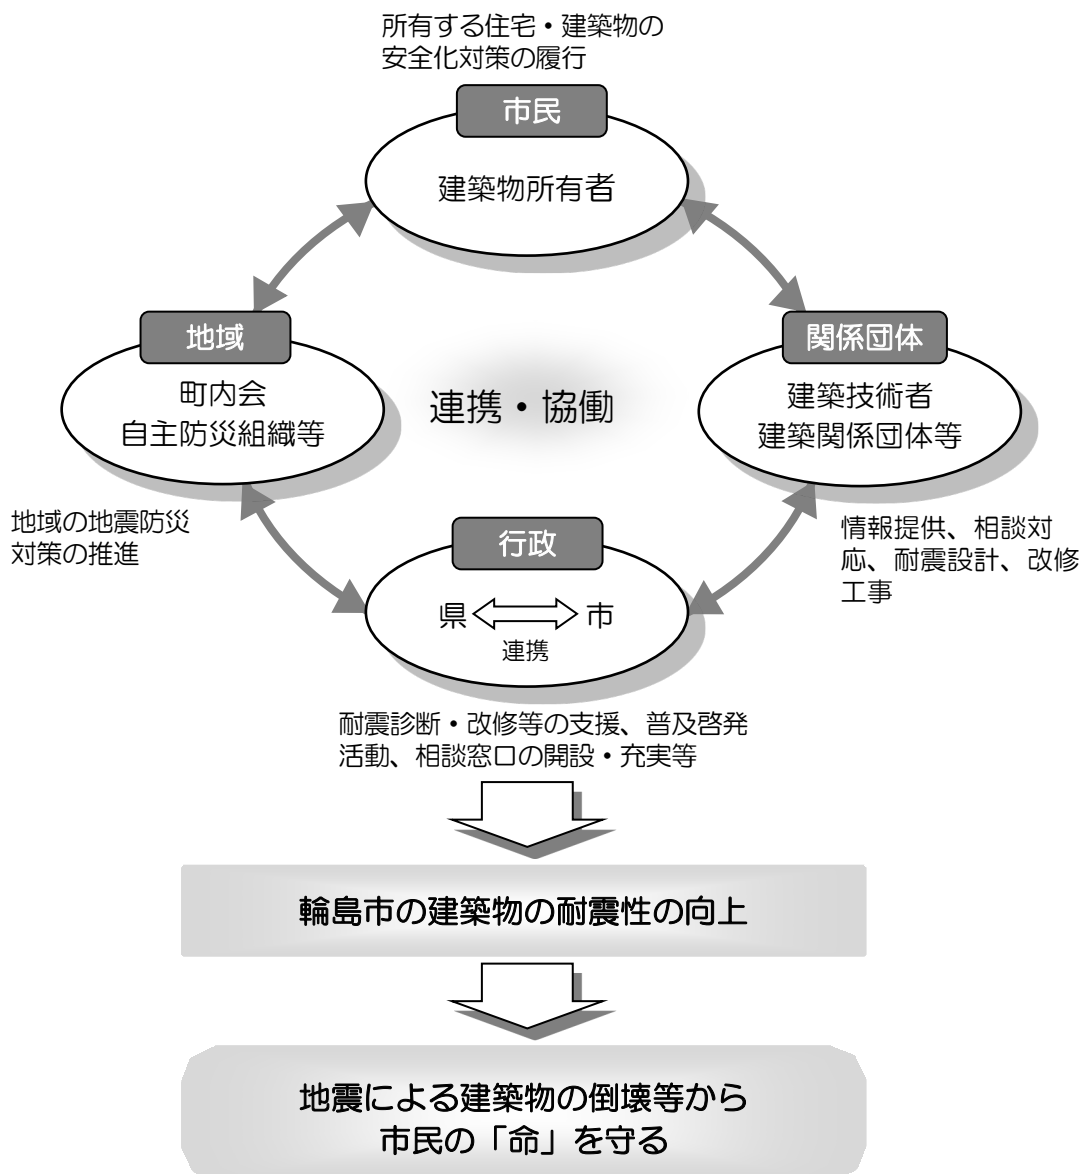 所有する住宅・建築物の
安全化対策の履行
市民
建築物所有者
地域
町内会
自主防災組織等
地域の地震防災
対策の推進
連携・協働
関係団体
建築技術者
建築関係団体等
情報提供、相談対
応、耐震設計、改修
工事
行政
県 市
連携
耐震診断・改修等の支援、普及啓発
活動、相談窓口の開設・充実等
輪島市の建築物の耐震性の向上
地震による建築物の倒壊等から
市民の「命」を守る